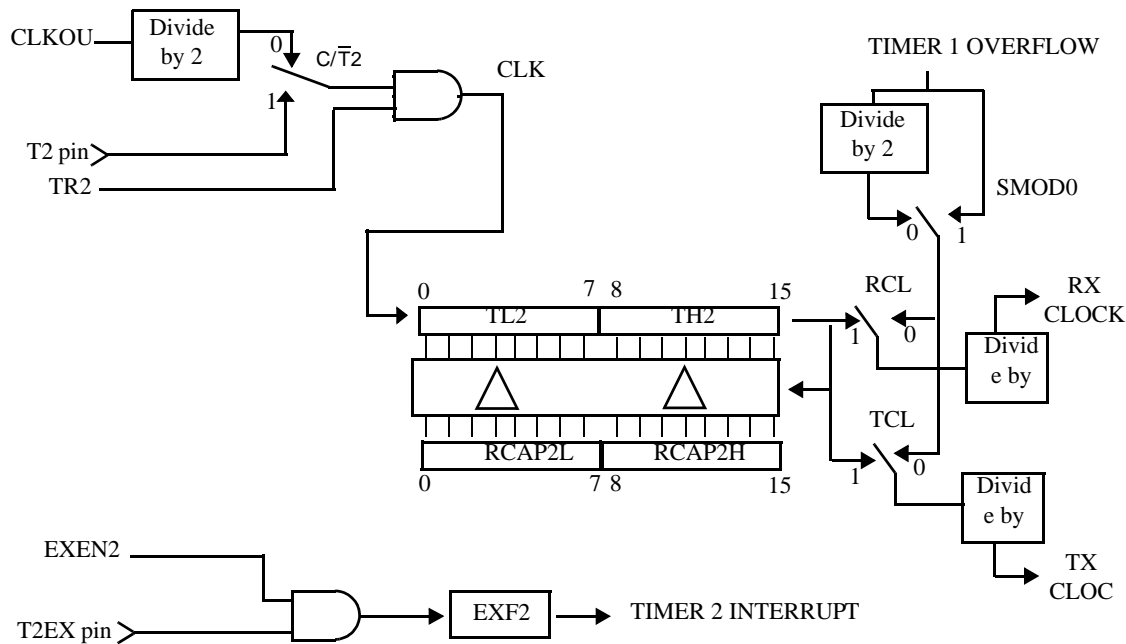 CLKOU
Divide
by 2
0
C/T̅2
1
CLK
T2 pin
TR2
TIMER 1 OVERFLOW
Divide
by 2
SMOD0
0
1
0
7
8
15
TL2
TH2
RCL
1
0
RX
CLOCK
Divid
e by
RCAP2L
RCAP2H
0
7
8
15
TCL
1
0
Divid
e by
TX
CLOC
EXEN2
T2EX pin
EXF2
TIMER 2 INTERRUPT